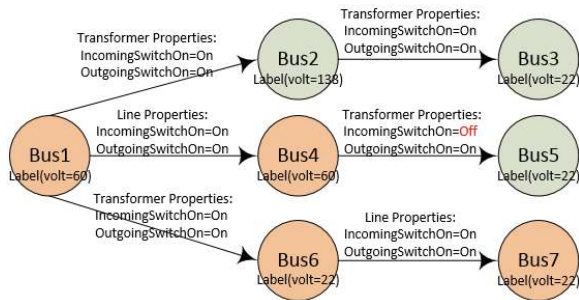 Transformer Properties:
IncomingSwitchOn=On
OutgoingSwitchOn=On
Bus2
Label(volt=138)
Transformer Properties:
IncomingSwitchOn=On
OutgoingSwitchOn=On
Bus3
Label(volt=22)
Bus1
Label(volt=60)
Line Properties:
IncomingSwitchOn=On
OutgoingSwitchOn=On
Bus4
Label(volt=60)
Transformer Properties:
IncomingSwitchOn=Off
OutgoingSwitchOn=On
Bus5
Label(volt=22)
Transformer Properties:
IncomingSwitchOn=On
OutgoingSwitchOn=On
Bus6
Label(volt=22)
Line Properties:
IncomingSwitchOn=On
OutgoingSwitchOn=On
Bus7
Label(volt=22)